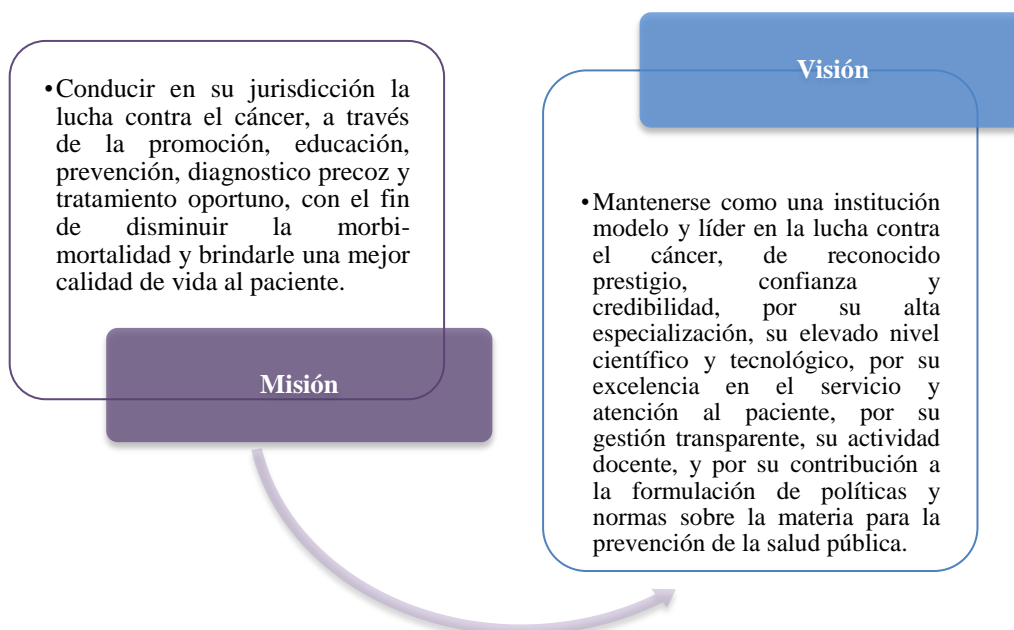 •Conducir en su jurisdicción la
lucha contra el cáncer, a través
de la promoción, educación,
prevención, diagnostico precoz y
tratamiento oportuno, con el fin
de disminuir la morbi-
mortalidad y brindarle una mejor
calidad de vida al paciente.
Misión
Visión
•Mantenerse como una institución
modelo y líder en la lucha contra
el cáncer, de reconocido
prestigio, confianza y
credibilidad, por su alta
especialización, su elevado nivel
científico y tecnológico, por su
excelencia en el servicio y
atención al paciente, por su
gestión transparente, su actividad
docente, y por su contribución a
la formulación de políticas y
normas sobre la materia para la
prevención de la salud pública.